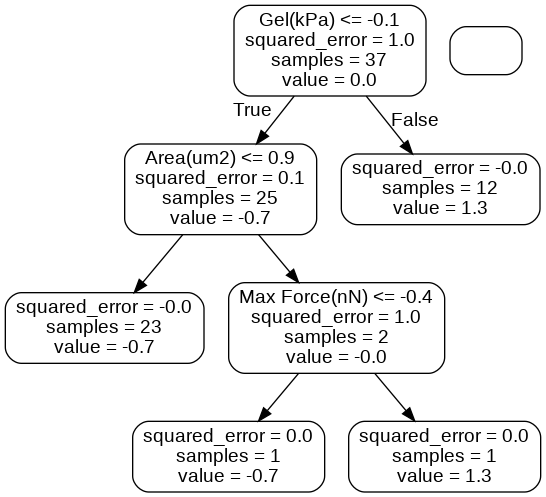 Gel(kPa) <= -0.1
squared_error = 1.0
samples = 37
value = 0.0
True
False
Area(um2) <= 0.9
squared_error = 0.1
samples = 25
value = -0.7
squared_error = -0.0
samples = 12
value = 1.3
squared_error = -0.0
samples = 23
value = -0.7
Max Force(nN) <= -0.4
squared_error = 1.0
samples = 2
value = -0.0
squared_error = 0.0
samples = 1
value = -0.7
squared_error = 0.0
samples = 1
value = 1.3